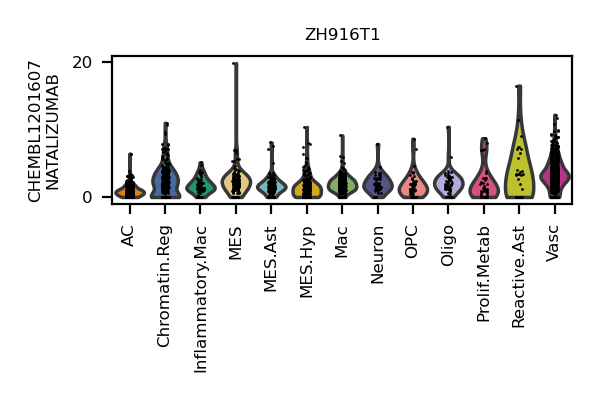 ZH916T1
CHEMBL1201607
NATALIZUMAB
20
0
AC
Chromatin.Reg
Inflammatory.Mac
MES
MES.Ast
MES.Hyp
Mac
Neuron
OPC
Oligo
Prolif.Metab
Reactive.Ast
Vasc